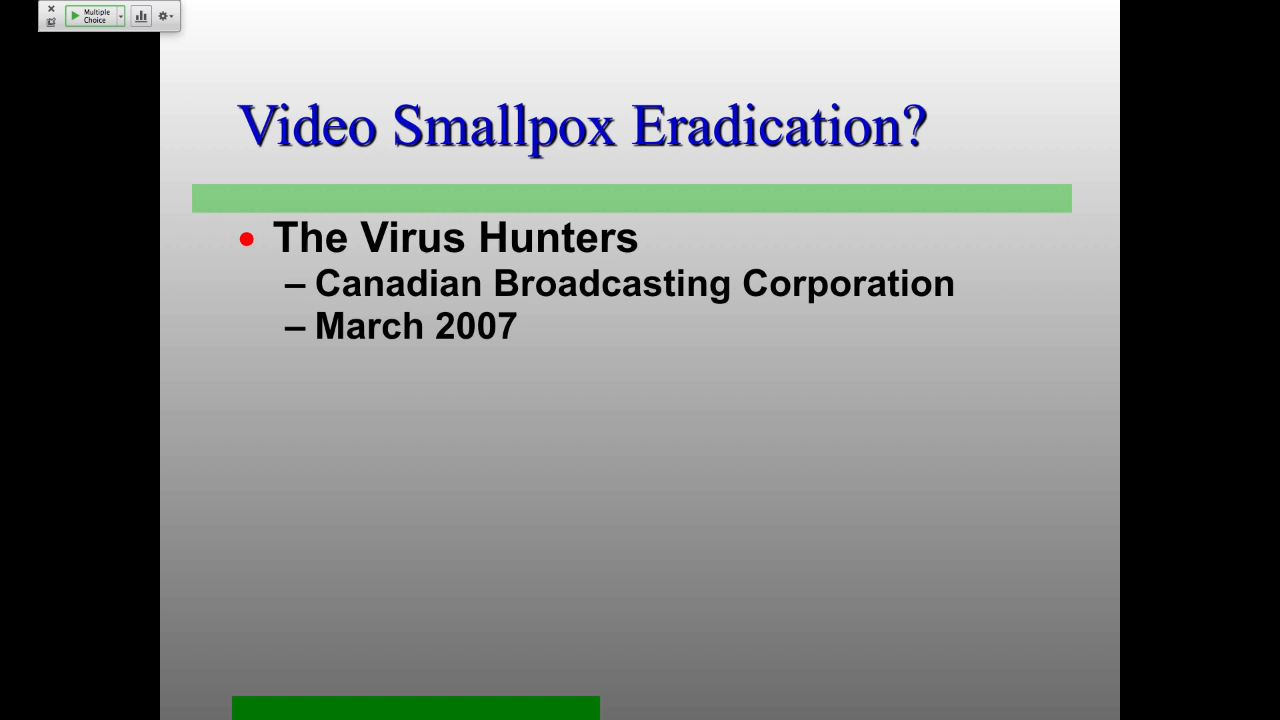 Multiple
Choice
Video Smallpox Eradication?
• The Virus Hunters
– Canadian Broadcasting Corporation
– March 2007